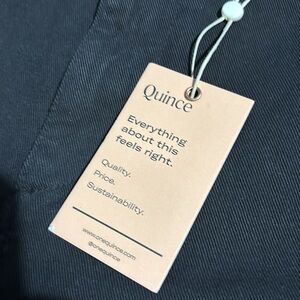 Quince
Everything
about this
feels right.
Quality.
Price.
Sustainability.
www.onequince.com
@onequince